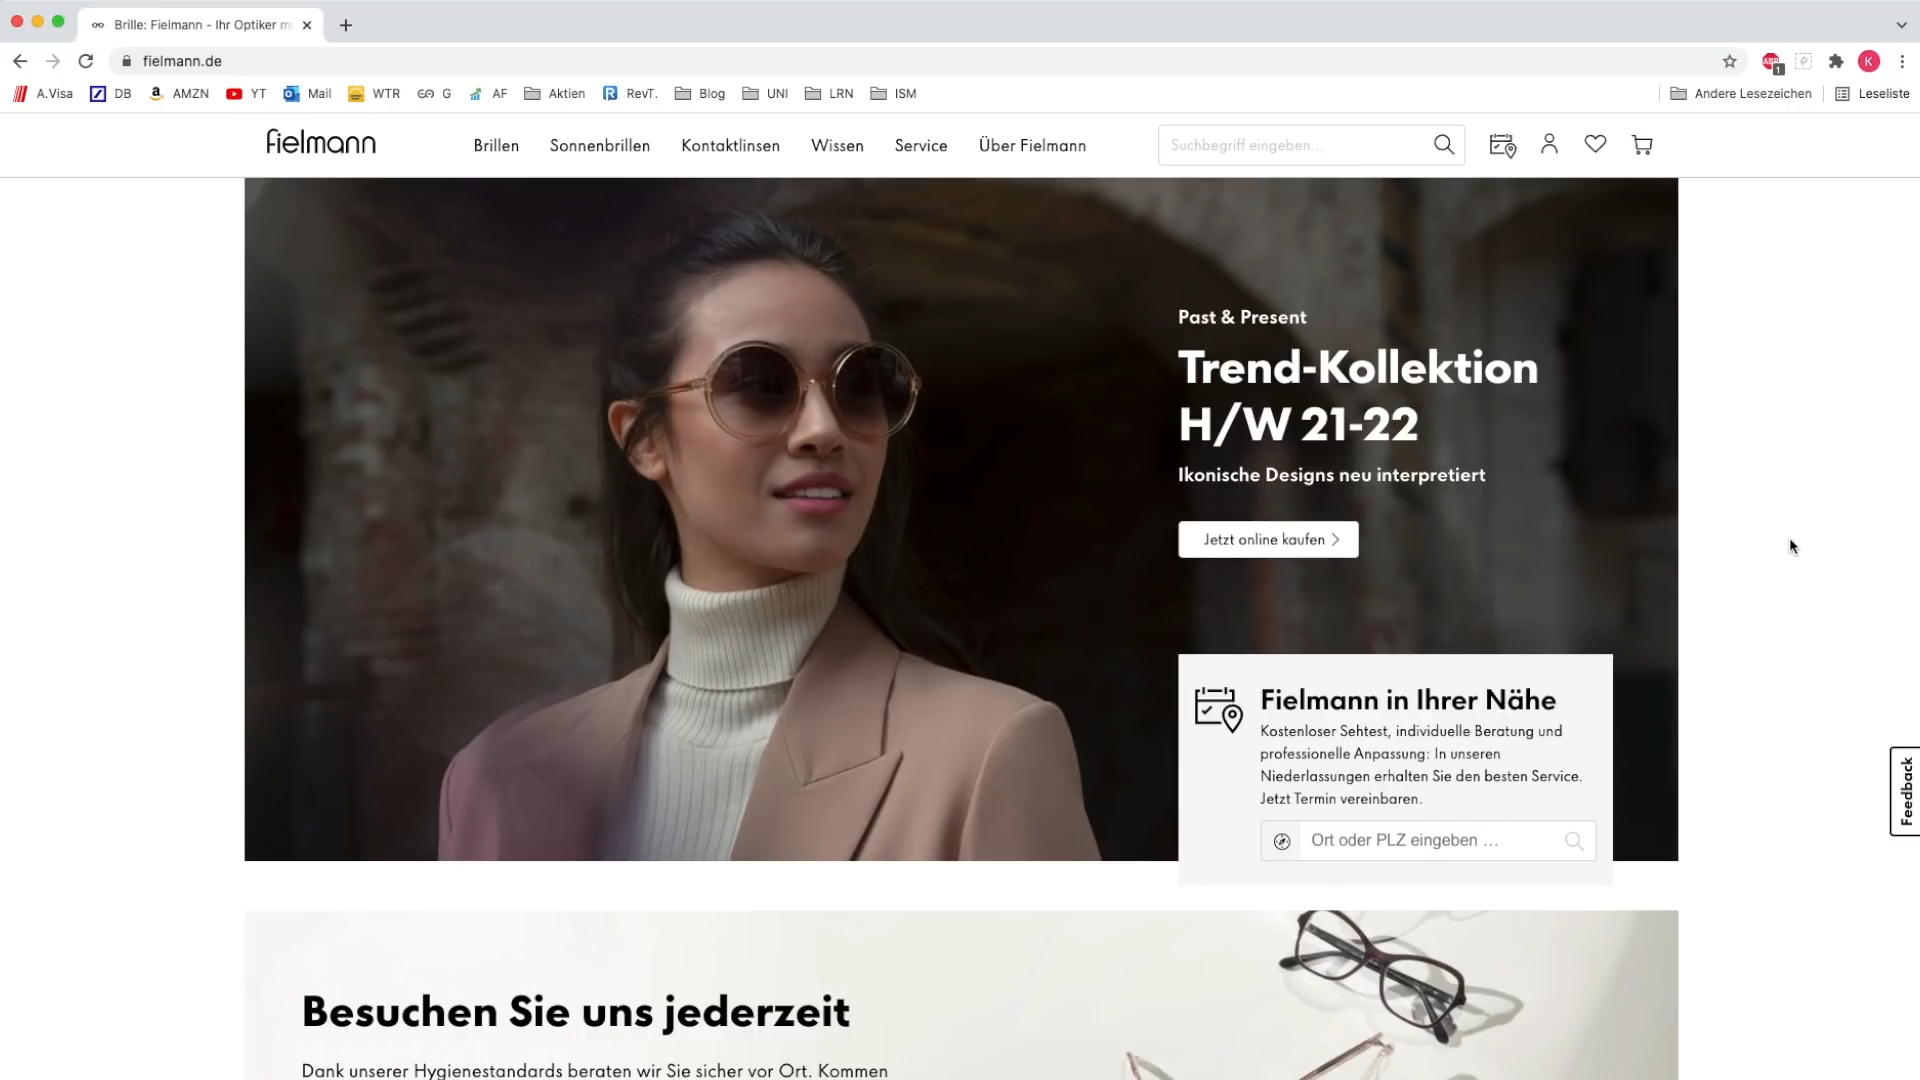 Brille: Fielmann - Ihr Optiker m
fielmann.de
A.Visa DB AMZN YT Mail WTR G AF Aktien RevT. Blog UNI LRN ISM Andere Lesezeichen Leseliste
ABP 1 K
fielmann Brillen Sonnenbrillen Kontaktlinsen Wissen Service Über Fielmann Suchbegriff eingeben...
Past & Present
Trend-Kollektion
H/W 21-22
Ikonische Designs neu interpretiert
Jetzt online kaufen
Fielmann in Ihrer Nähe
Kostenloser Sehtest, individuelle Beratung und
professionelle Anpassung: In unseren
Niederlassungen erhalten Sie den besten Service.
Jetzt Termin vereinbaren.
Ort oder PLZ eingeben ...
Feedback
Besuchen Sie uns jederzeit
Dank unserer Hygienestandards beraten wir Sie sicher vor Ort. Kommen